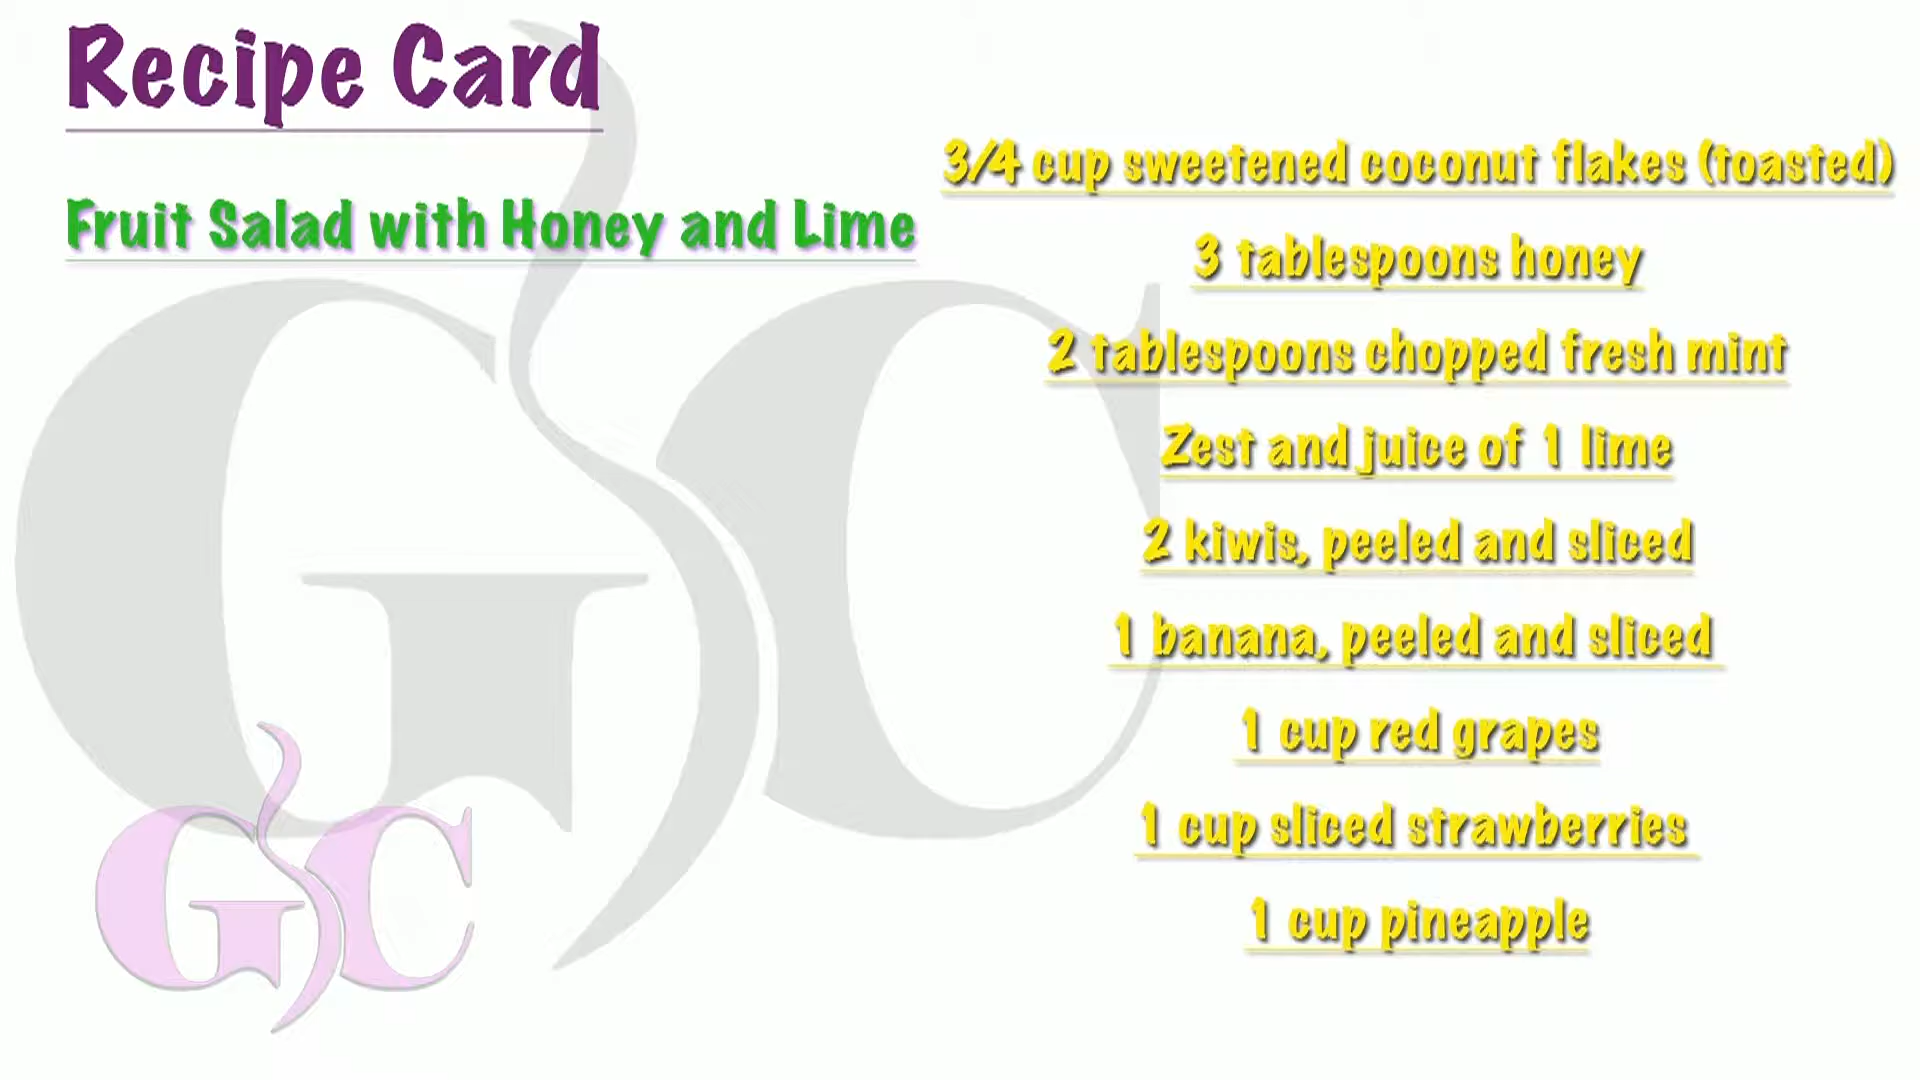 Recipe Card
Fruit Salad with Honey and Lime
3/4 cup sweetened coconut flakes (toasted)
3 tablespoons honey
2 tablespoons chopped fresh mint
Zest and juice of 1 lime
2 kiwis, peeled and sliced
1 banana, peeled and sliced
1 cup red grapes
1 cup sliced strawberries
1 cup pineapple
GC
GC